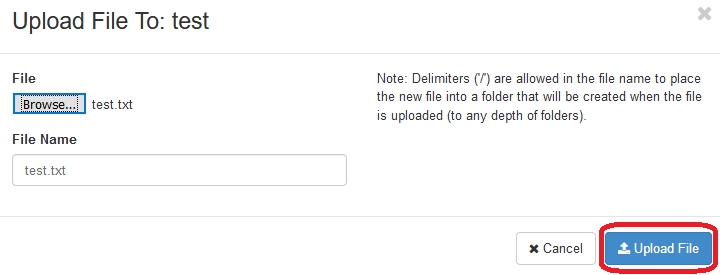 Upload File To: test
×
File
Browse... test.txt
Note: Delimiters ('/') are allowed in the file name to place
the new file into a folder that will be created when the file
is uploaded (to any depth of folders).
File Name
test.txt
Cancel
Upload File